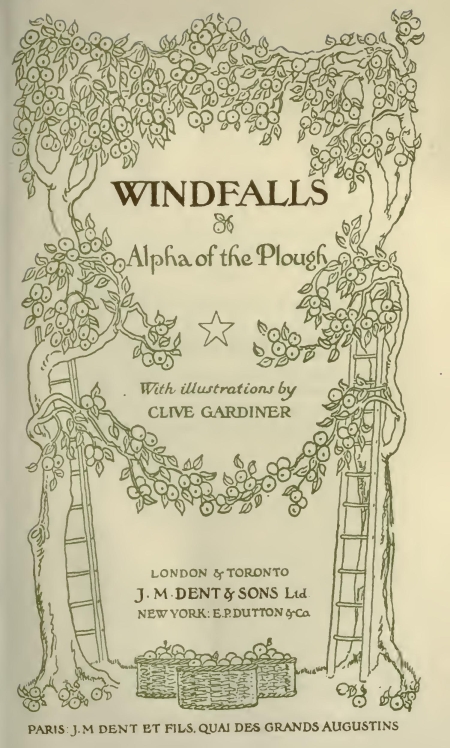 WINDFALLS
Alpha of the Plough
With illustrations by
CLIVE GARDINER
LONDON & TORONTO
J. M. DENT & SONS Ltd.
NEW YORK: E.P. DUTTON & Co.
PARIS: J.M DENT ET FILS, QUAI DES GRANDS AUGUSTINS